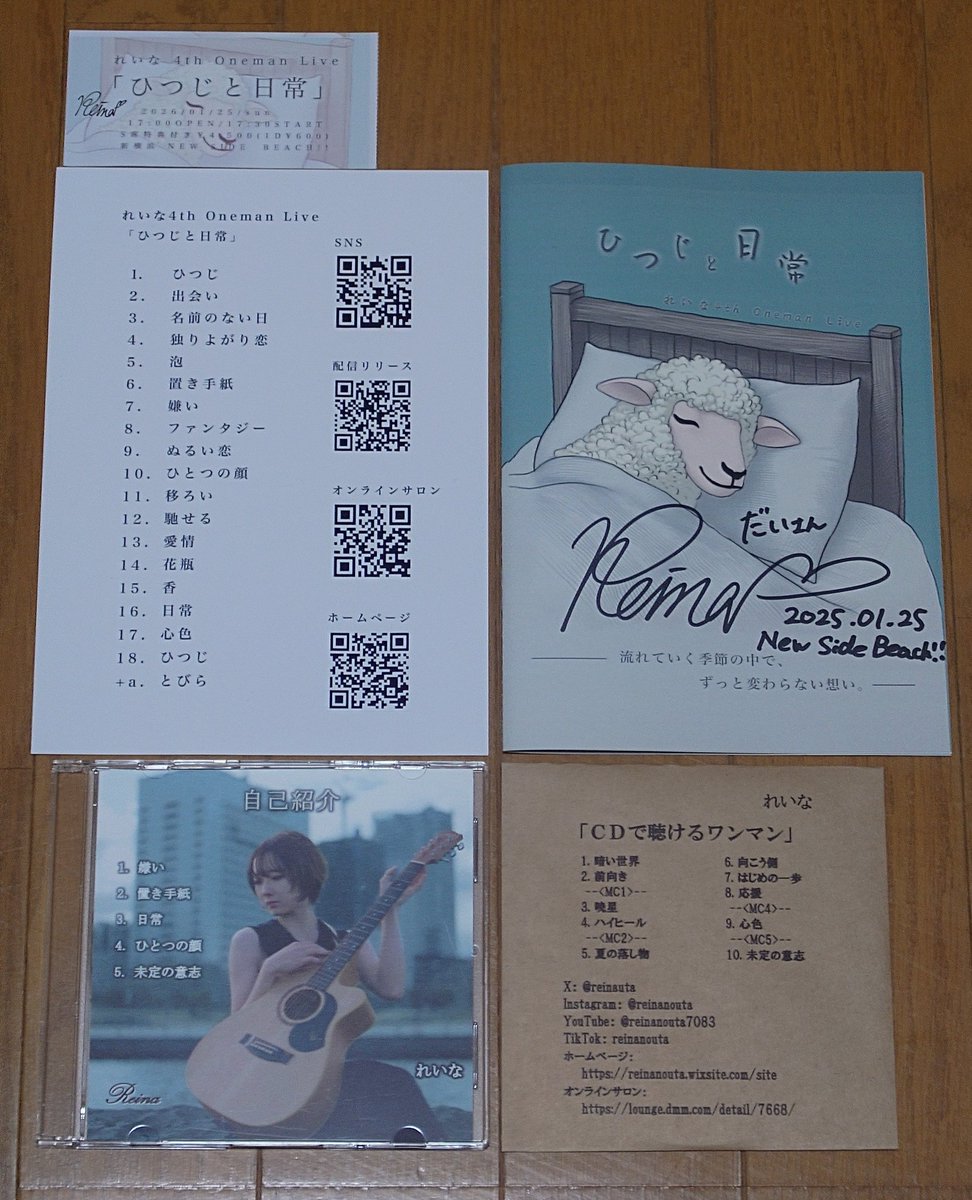 れいな 4th Oneman Live
「ひつじと日常」
Reina
2026/01/25/sun
17:00OPEN/17:30START
S席特典付き¥4,500(1D¥600)
新横浜 NEW SIDE BEACH!!
れいな4th Oneman Live
「ひつじと日常」
1. ひつじ
2. 出会い
3. 名前のない日
4. 独りよがり恋
5. 泡
6. 置き手紙
7. 嫌い
8. ファンタジー
9. ぬるい恋
10. ひとつの顔
11. 移ろい
12. 馳せる
13. 愛情
14. 花瓶
15. 香
16. 日常
17. 心色
18. ひつじ
+a. とびら
SNS
配信リリース
オンラインサロン
ホームページ
ひつじと日常
れいな4th Oneman Live
だいさん
Reina
2025.01.25
New Side Beach!!
流れていく季節の中で、
ずっと変わらない想い。
自己紹介
1. 嫌い
2. 置き手紙
3. 日常
4. ひとつの顔
5. 未定の意志
れいな
Reina
れいな
「CDで聴けるワンマン」
1. 暗い世界
2. 前向き
--<MC1>--
3. 暁星
4. ハイヒール
--<MC2>--
5. 夏の落し物
6. 向こう側
7. はじめの一歩
8. 応援
--<MC4>--
9. 心色
--<MC5>--
10. 未定の意志
X: @reinauta
Instagram: @reinanouta
YouTube: @reinanouta7083
TikTok: reinanouta
ホームページ:
https://reinanouta.wixsite.com/site
オンラインサロン:
https://lounge.dmm.com/detail/7668/